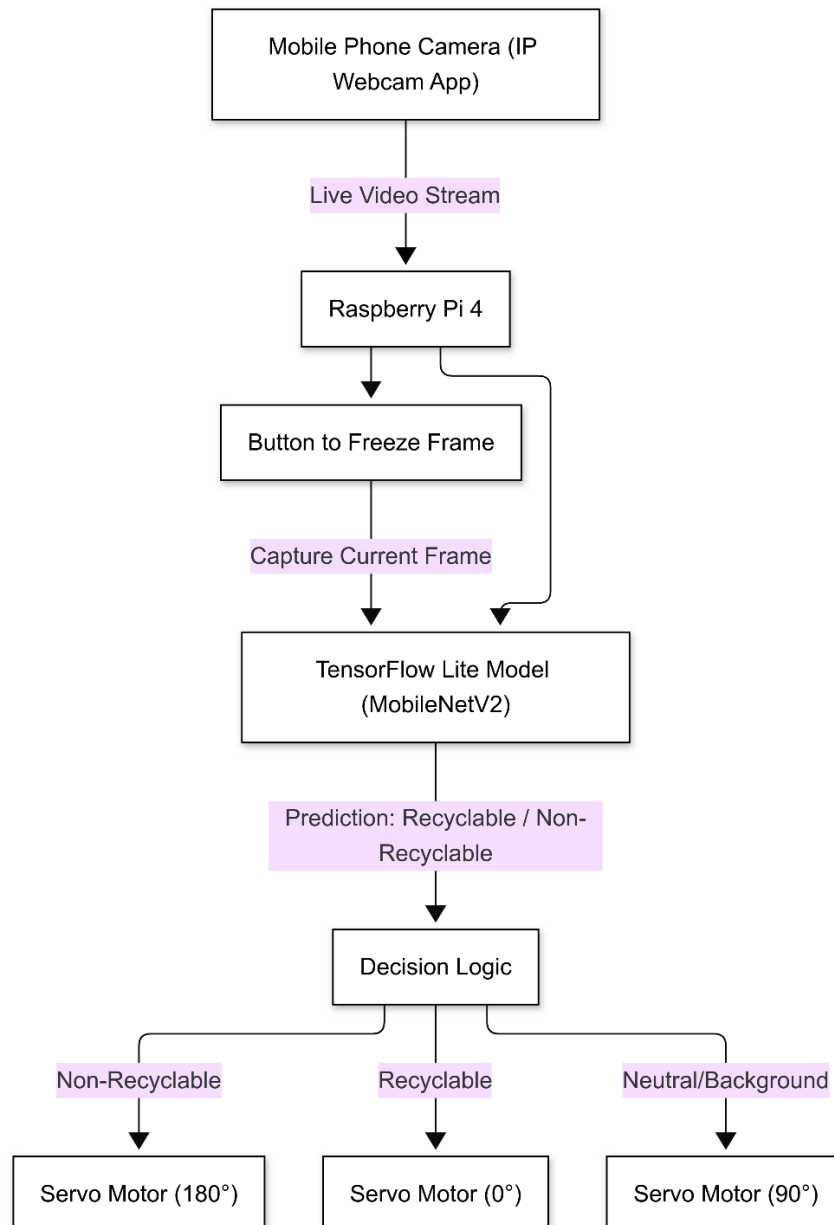 Mobile Phone Camera (IP
Webcam App)
Live Video Stream
Raspberry Pi 4
Button to Freeze Frame
Capture Current Frame
TensorFlow Lite Model
(MobileNetV2)
Prediction: Recyclable / Non-
Recyclable
Decision Logic
Non-Recyclable
Recyclable
Neutral/Background
Servo Motor (180°)
Servo Motor (0°)
Servo Motor (90°)